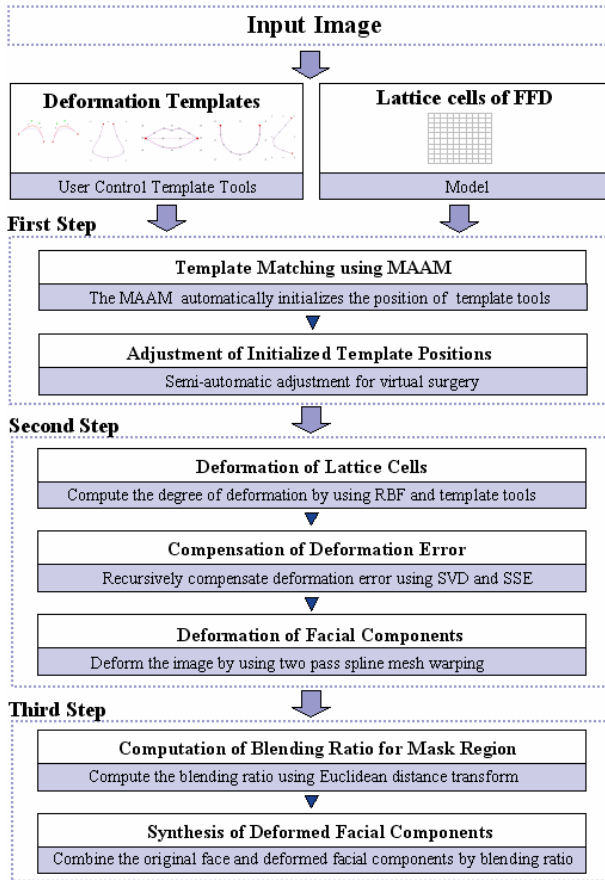 Input Image
Deformation Templates
User Control Template Tools
Lattice cells of FFD
Model
First Step
Template Matching using MAAM
The MAAM automatically initializes the position of template tools
Adjustment of Initialized Template Positions
Semi-automatic adjustment for virtual surgery
Second Step
Deformation of Lattice Cells
Compute the degree of deformation by using RBF and template tools
Compensation of Deformation Error
Recursively compensate deformation error using SVD and SSE
Deformation of Facial Components
Deform the image by using two pass spline mesh warping
Third Step
Computation of Blending Ratio for Mask Region
Compute the blending ratio using Euclidean distance transform
Synthesis of Deformed Facial Components
Combine the original face and deformed facial components by blending ratio